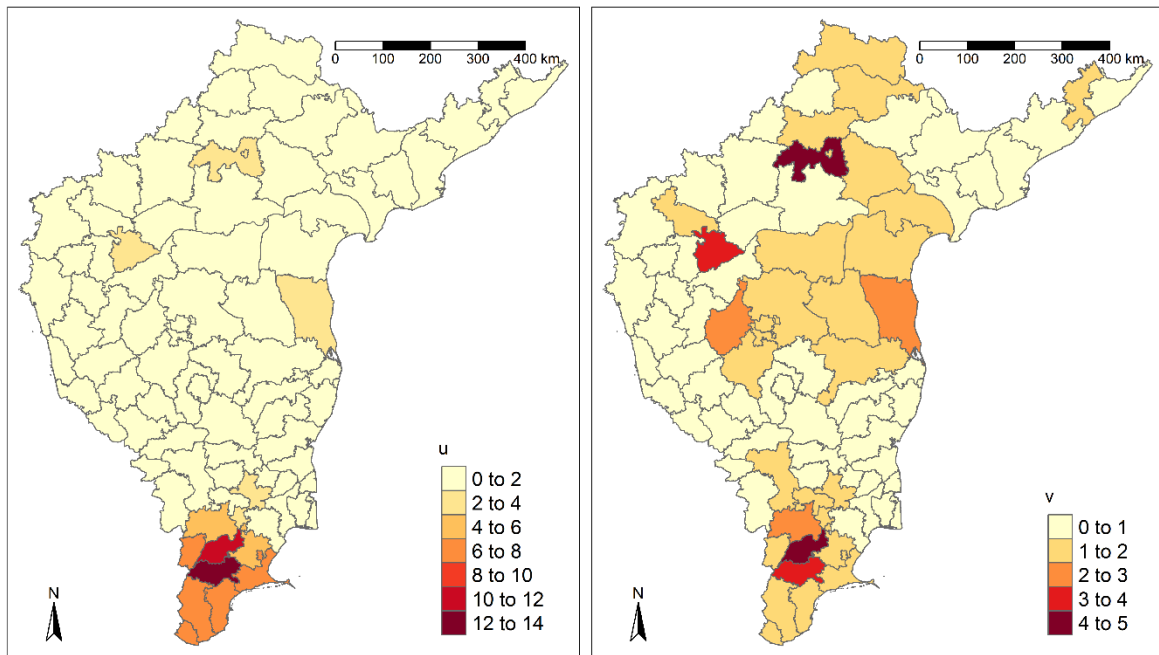 0 100 200 300 400 km
N
u
0 to 2
2 to 4
4 to 6
6 to 8
8 to 10
10 to 12
12 to 14
0 100 200 300 400 km
N
v
0 to 1
1 to 2
2 to 3
3 to 4
4 to 5